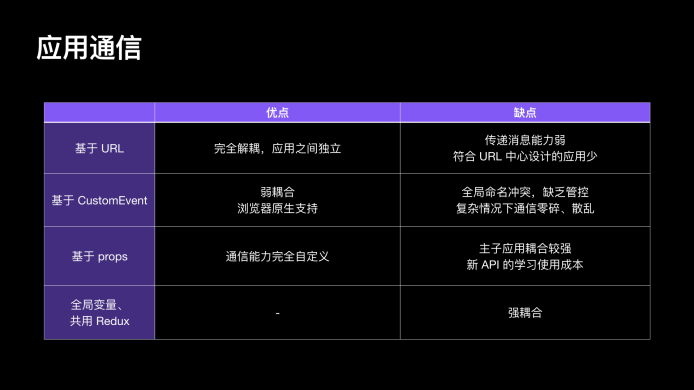 应用通信
优点
缺点
基于 URL
完全解耦，应用之间独立
传递消息能力弱
符合 URL 中心设计的应用少
基于 CustomEvent
弱耦合
浏览器原生支持
全局命名冲突，缺乏管控
复杂情况下通信零碎、散乱
基于 props
通信能力完全自定义
主子应用耦合较强
新 API 的学习使用成本
全局变量、
共用 Redux
-
强耦合